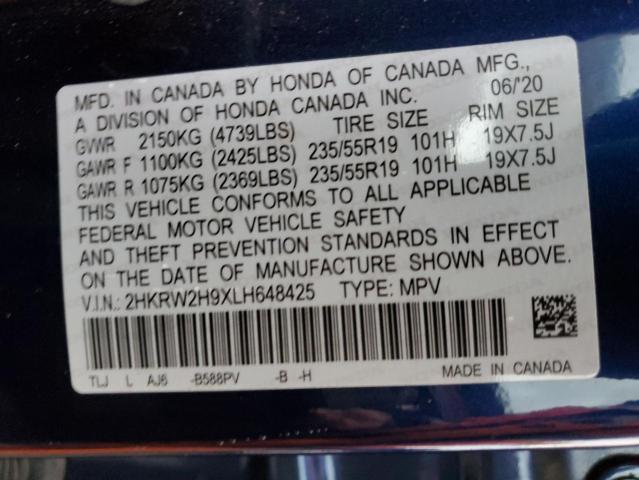 MFD. IN CANADA BY HONDA OF CANADA MFG.,
A DIVISION OF HONDA CANADA INC. 06/'20
GVWR 2150KG (4739LBS) TIRE SIZE RIM SIZE
GAWR F 1100KG (2425LBS) 235/55R19 101H 19X7.5J
GAWR R 1075KG (2369LBS) 235/55R19 101H 19X7.5J
THIS VEHICLE CONFORMS TO ALL APPLICABLE
FEDERAL MOTOR VEHICLE SAFETY
AND THEFT PREVENTION STANDARDS IN EFFECT
ON THE DATE OF MANUFACTURE SHOWN ABOVE.
V.I.N.: 2HKRW2H9XLH648425 TYPE: MPV
TLJ L AJ6 -B588PV -B -H MADE IN CANADA